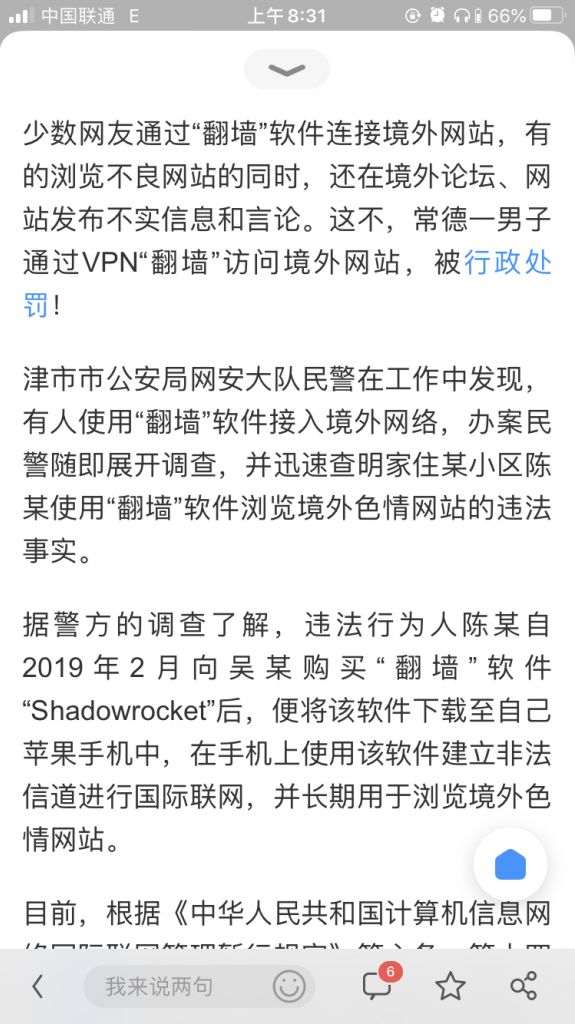 中国联通 E 上午8:31 66%
少数网友通过“翻墙”软件连接境外网站，有
的浏览不良网站的同时，还在境外论坛、网
站发布不实信息和言论。这不，常德一男子
通过VPN“翻墙”访问境外网站，被行政处
罚！
津市市公安局网安大队民警在工作中发现，
有人使用“翻墙”软件接入境外网络，办案民
警随即展开调查，并迅速查明家住某小区陈
某使用“翻墙”软件浏览境外色情网站的违法
事实。
据警方的调查了解，违法行为人陈某自
2019年2月向吴某购买“翻墙”软件
“Shadowrocket”后，便将该软件下载至自己
苹果手机中，在手机上使用该软件建立非法
信道进行国际联网，并长期用于浏览境外色
情网站。
目前，根据《中华人民共和国计算机信息网
我来说两句 6